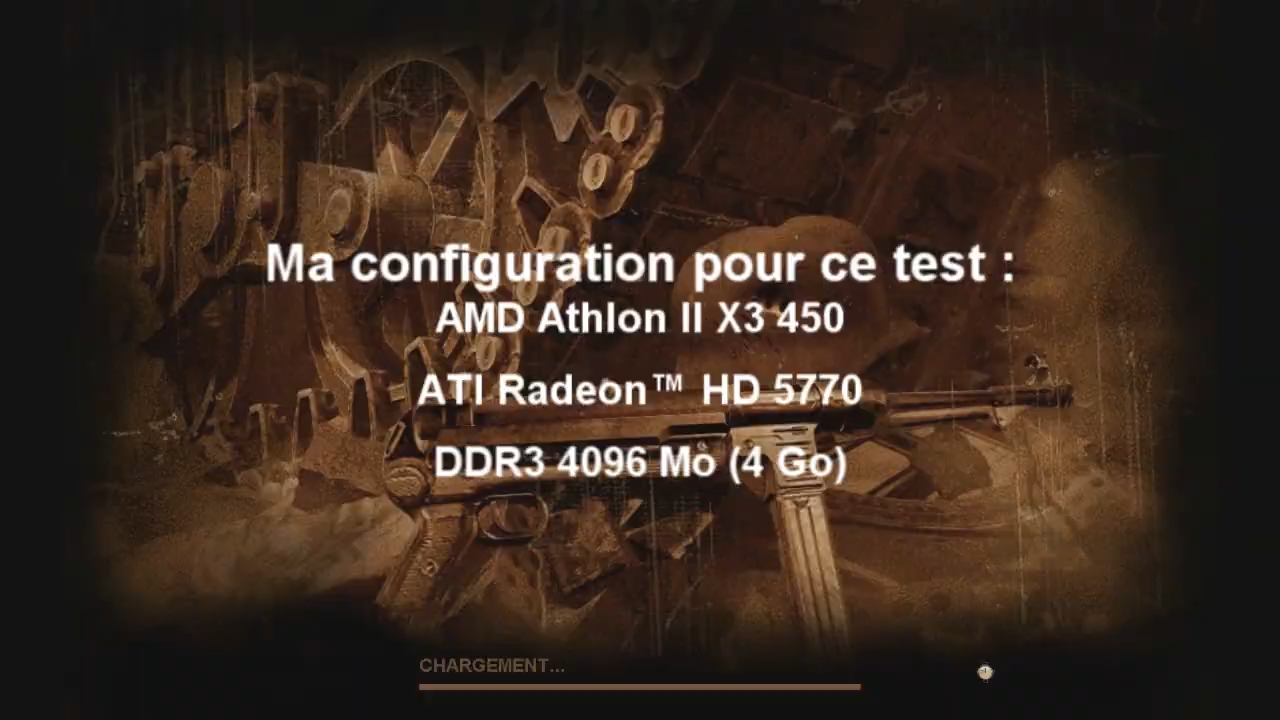 Ma configuration pour ce test :
AMD Athlon II X3 450
ATI Radeon™ HD 5770
DDR3 4096 Mo (4 Go)
CHARGEMENT...